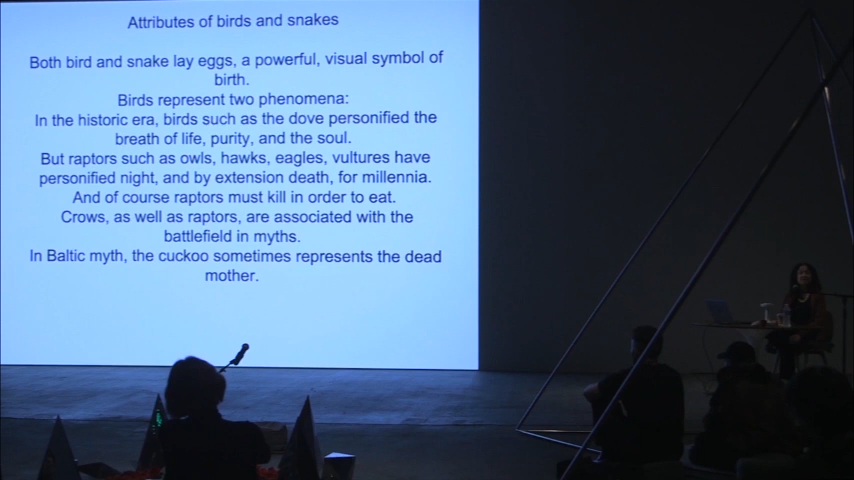 Attributes of birds and snakes
Both bird and snake lay eggs, a powerful, visual symbol of
birth.
Birds represent two phenomena:
In the historic era, birds such as the dove personified the
breath of life, purity, and the soul.
But raptors such as owls, hawks, eagles, vultures have
personified night, and by extension death, for millennia.
And of course raptors must kill in order to eat.
Crows, as well as raptors, are associated with the
battlefield in myths.
In Baltic myth, the cuckoo sometimes represents the dead
mother.